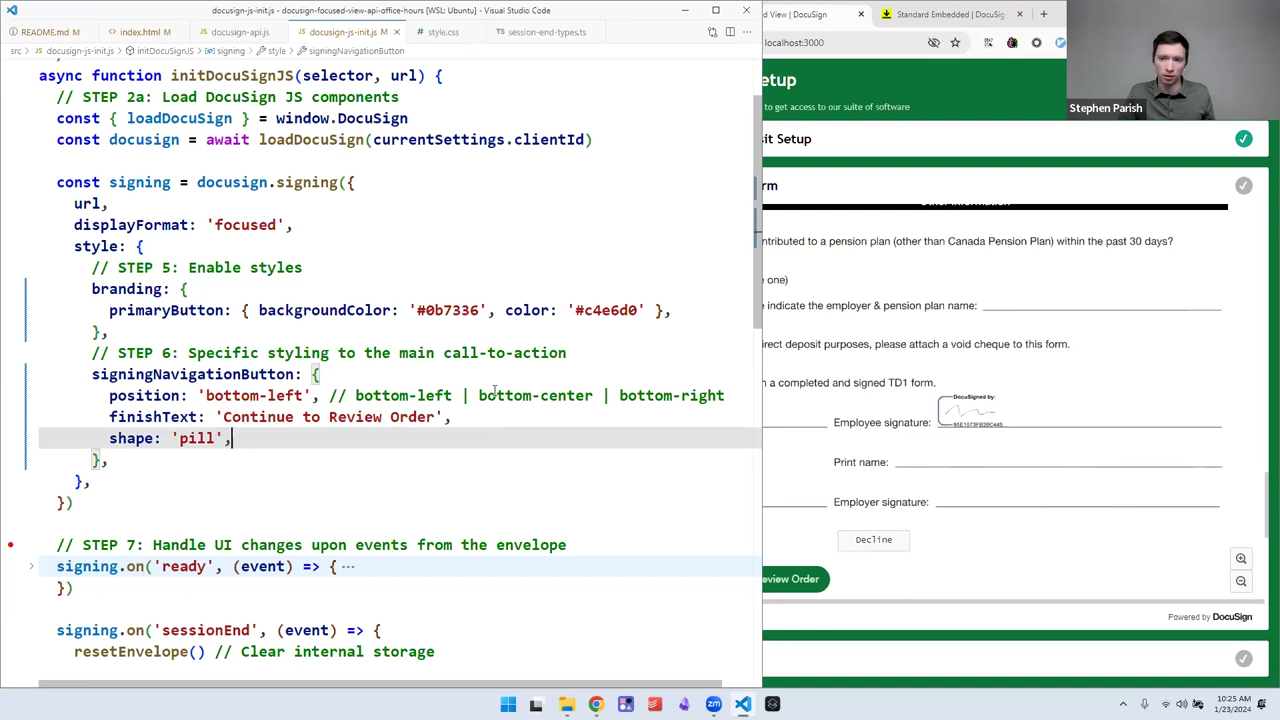 docusign-js-init.js - docusign-focused-view-api-office-hours [WSL: Ubuntu] - Visual Studio Code
README.md M
index.html M
docusign-api.js
docusign-js-init.js M
style.css
session-end-types.ts
src > docusign-js-init.js > initDocuSignJS > signing > style > signingNavigationButton
async function initDocuSignJS(selector, url) {
// STEP 2a: Load DocuSign JS components
const { loadDocuSign } = window.DocuSign
const docusign = await loadDocuSign(currentSettings.clientId)
const signing = docusign.signing({
url,
displayFormat: 'focused',
style: {
// STEP 5: Enable styles
branding: {
primaryButton: { backgroundColor: '#0b7336', color: '#c4e6d0' },
},
// STEP 6: Specific styling to the main call-to-action
signingNavigationButton: {
position: 'bottom-left', // bottom-left | bottom-center | bottom-right
finishText: 'Continue to Review Order',
shape: 'pill',
},
},
})
// STEP 7: Handle UI changes upon events from the envelope
signing.on('ready', (event) => { ···
})
signing.on('sessionEnd', (event) => {
resetEnvelope() // Clear internal storage
d View | DocuSign
Standard Embedded | DocuSig
localhost:3000
Stephen Parish
etup
to get access to our suite of software
sit Setup
rm
ntributed to a pension plan (other than Canada Pension Plan) within the past 30 days?
e one)
e indicate the employer & pension plan name:
irect deposit purposes, please attach a void cheque to this form.
h a completed and signed TD1 form.
DocuSigned by:
Employee signature:
Print name:
Employer signature:
Decline
eview Order
Powered by DocuSign
10:25 AM
1/23/2024